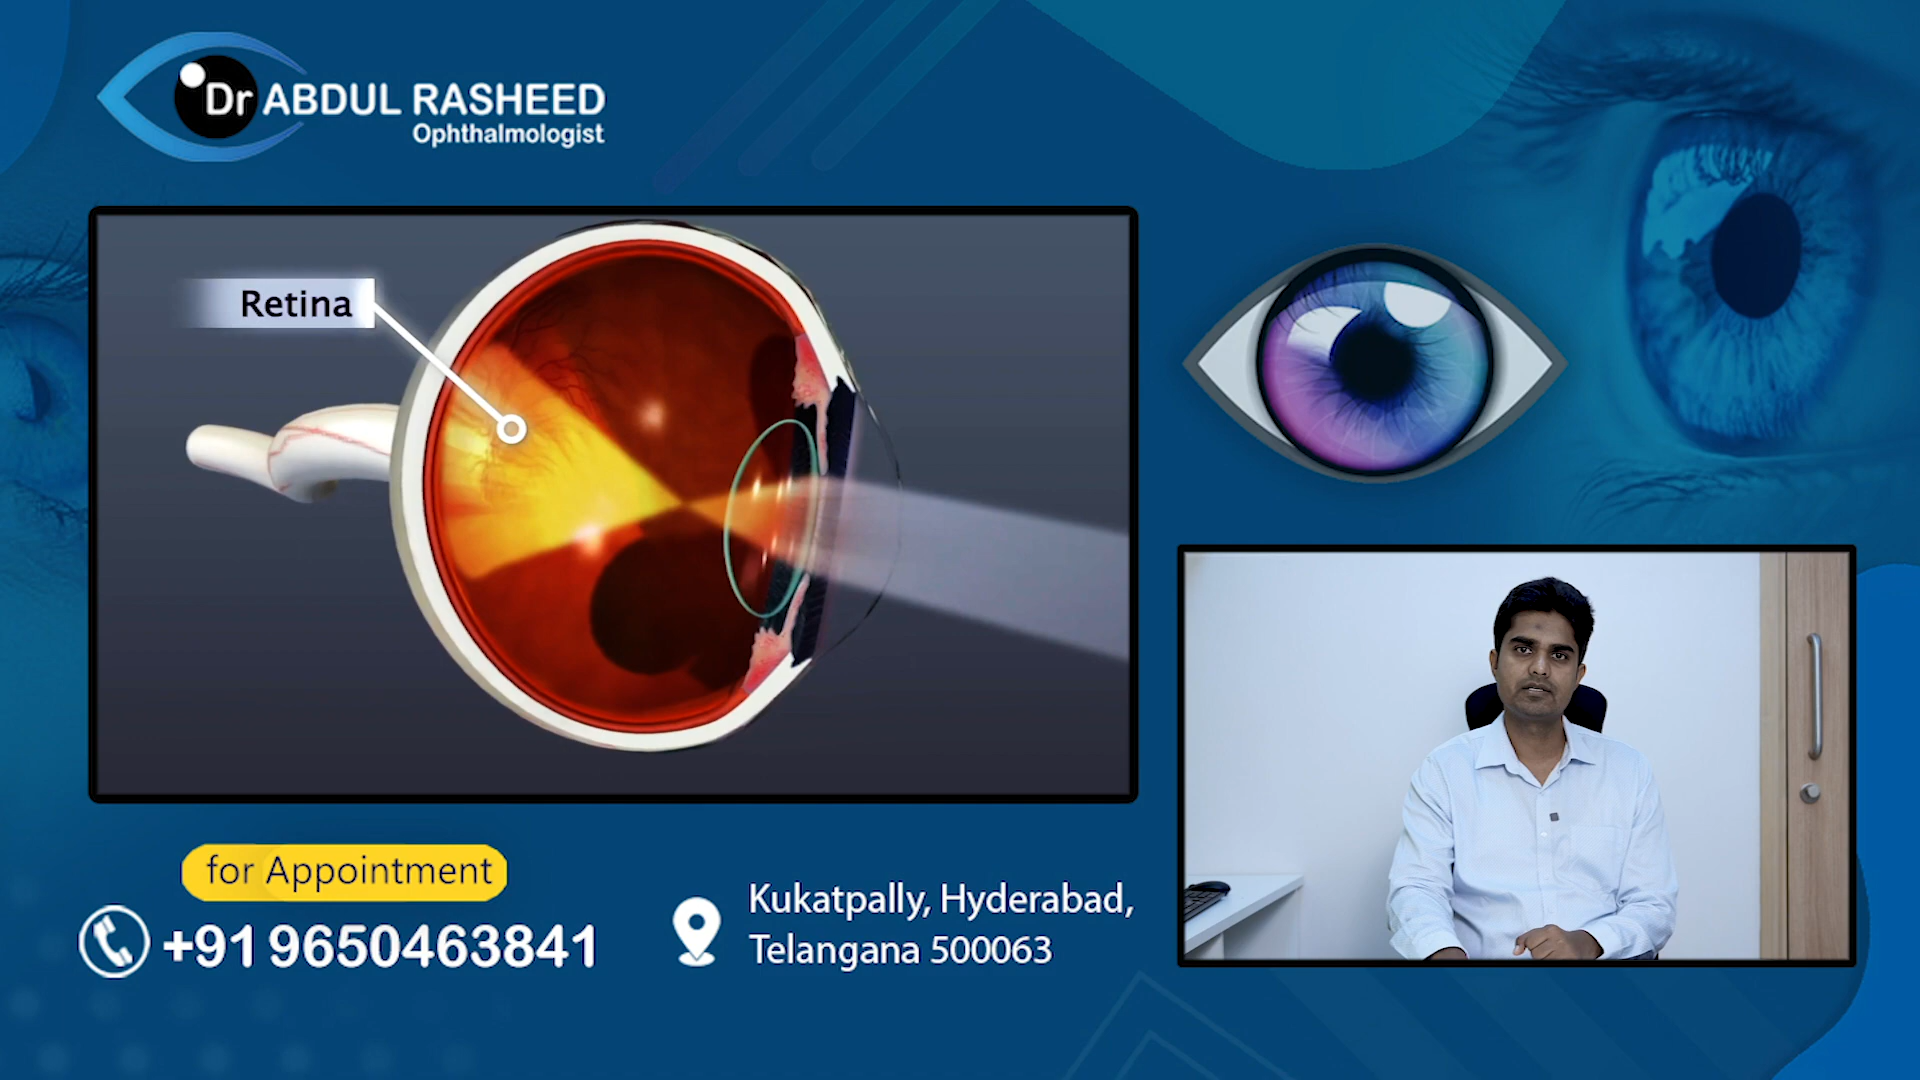 Dr ABDUL RASHEED
Ophthalmologist
Retina
for Appointment
+91 9650463841
Kukatpally, Hyderabad,
Telangana 500063